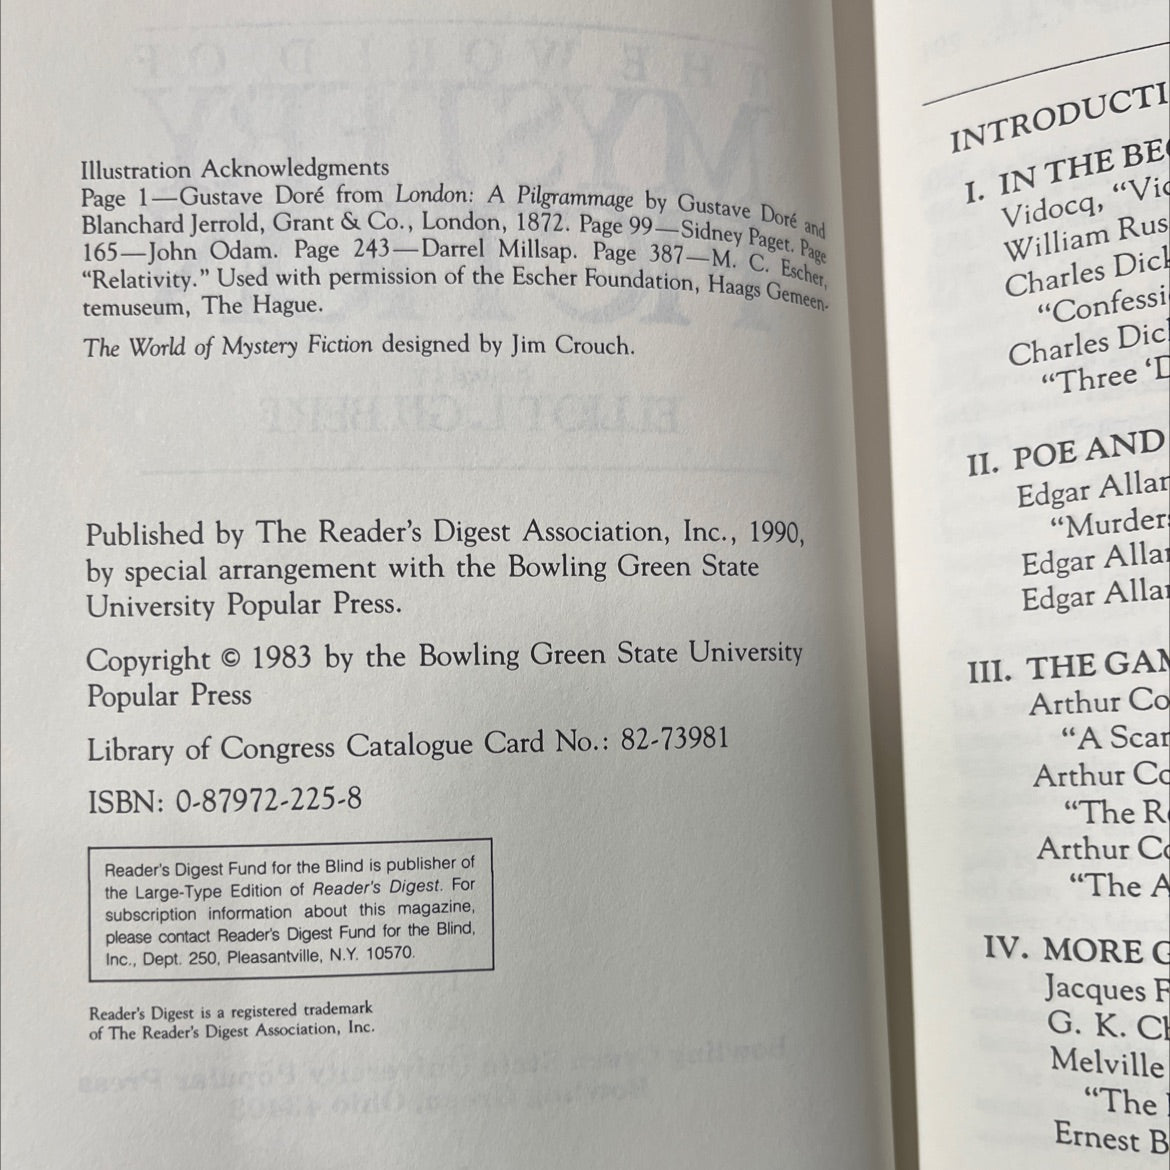 Illustration Acknowledgments
Page 1—Gustave Doré from London: A Pilgrammage by Gustave Doré and
Blanchard Jerrold, Grant & Co., London, 1872. Page 99—Sidney Paget. Page
165—John Odam. Page 243—Darrel Millsap. Page 387—M. C. Escher,
“Relativity.” Used with permission of the Escher Foundation, Haags Gemeen-
temuseum, The Hague.
The World of Mystery Fiction designed by Jim Crouch.
Published by The Reader's Digest Association, Inc., 1990,
by special arrangement with the Bowling Green State
University Popular Press.
Copyright © 1983 by the Bowling Green State University
Popular Press
Library of Congress Catalogue Card No.: 82-73981
ISBN: 0-87972-225-8
Reader's Digest Fund for the Blind is publisher of
the Large-Type Edition of Reader's Digest. For
subscription information about this magazine,
please contact Reader's Digest Fund for the Blind,
Inc., Dept. 250, Pleasantville, N.Y. 10570.
Reader's Digest is a registered trademark
of The Reader's Digest Association, Inc.
INTRODUCTI
I. IN THE BE
Vidocq, “Vid
William Rus
Charles Dick
“Confessi
Charles Dic
“Three ‘D
II. POE AND
Edgar Allan
“Murders
Edgar Allan
Edgar Allan
III. THE GAM
Arthur Co
“A Scan
Arthur Co
“The Re
Arthur Co
“The A
IV. MORE G
Jacques F
G. K. Ch
Melville
“The
Ernest B